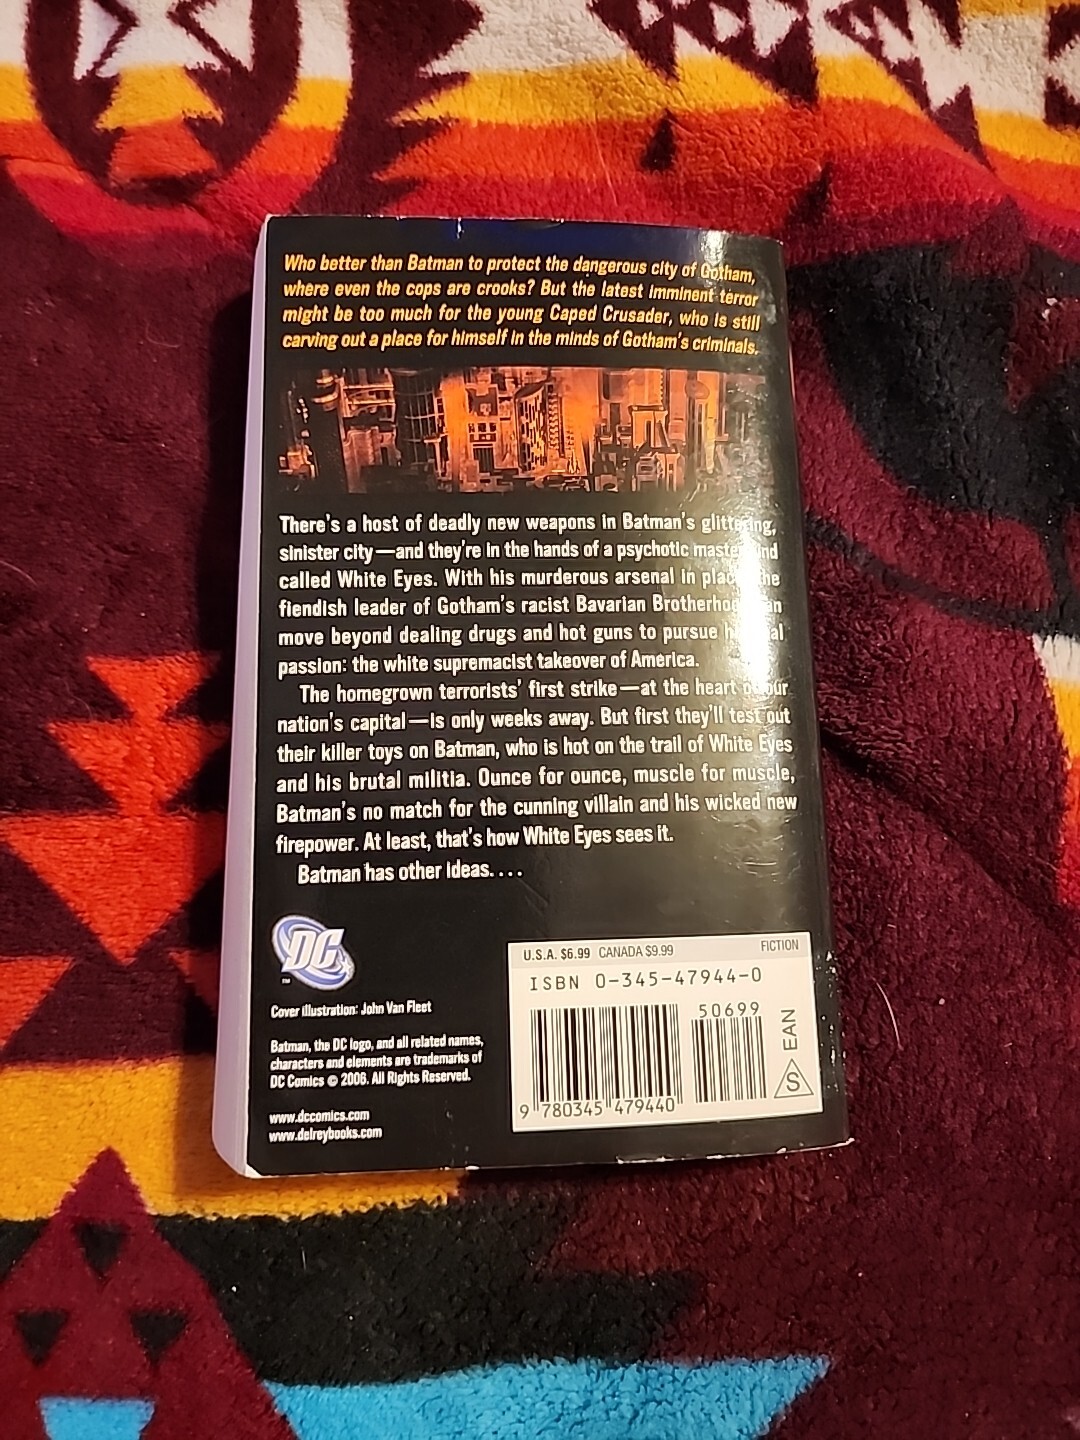 Who better than Batman to protect the dangerous city of Gotham,
where even the cops are crooks? But the latest imminent terror
might be too much for the young Caped Crusader, who is still
carving out a place for himself in the minds of Gotham's criminals.
There's a host of deadly new weapons in Batman's glittering,
sinister city—and they're in the hands of a psychotic mastermind
called White Eyes. With his murderous arsenal in place, the
fiendish leader of Gotham's racist Bavarian Brotherhood can
move beyond dealing drugs and hot guns to pursue
passion: the white supremacist takeover of America.
The homegrown terrorists' first strike—at the heart of our
nation's capital—is only weeks away. But first they'll test out
their killer toys on Batman, who is hot on the trail of White Eyes
and his brutal militia. Ounce for ounce, muscle for muscle,
Batman's no match for the cunning villain and his wicked new
firepower. At least, that's how White Eyes sees it.
Batman has other ideas....
DC
TM
Cover illustration: John Van Fleet
Batman, the DC logo, and all related names,
characters and elements are trademarks of
DC Comics © 2006. All Rights Reserved.
www.dccomics.com
www.delreybooks.com
U.S.A. $6.99 CANADA $9.99 FICTION
ISBN 0-345-47944-0
50699
9 780345 479440
S EAN